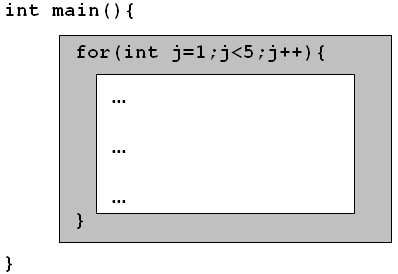 int main(){
for(int j=1;j<5;j++){
…
…
…
}
}